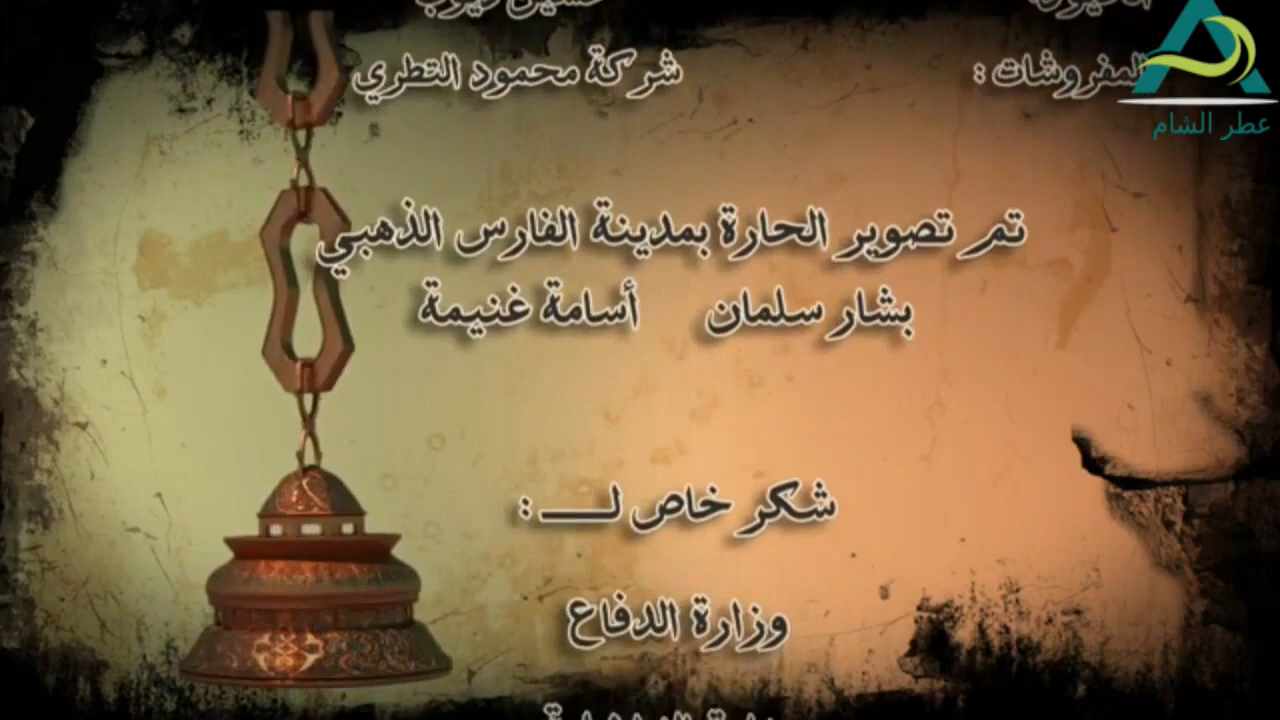 المفروشات : شركة محمود التطري
عطر الشام
تم تصوير الحارة بمدينة الفارس الذهبي
بشار سلمان أسامة غنيمة
شكر خاص لـــ :
وزارة الدفاع